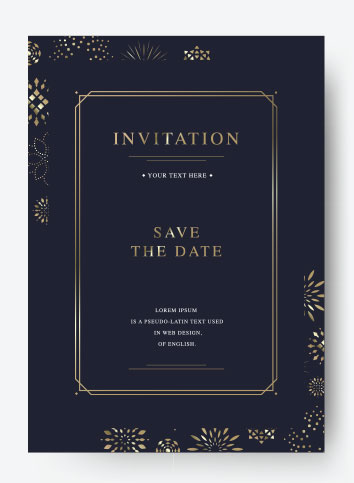 INVITATION
✦ YOUR TEXT HERE ✦
SAVE
THE DATE
LOREM IPSUM
IS A PSEUDO-LATIN TEXT USED
IN WEB DESIGN,
OF ENGLISH.